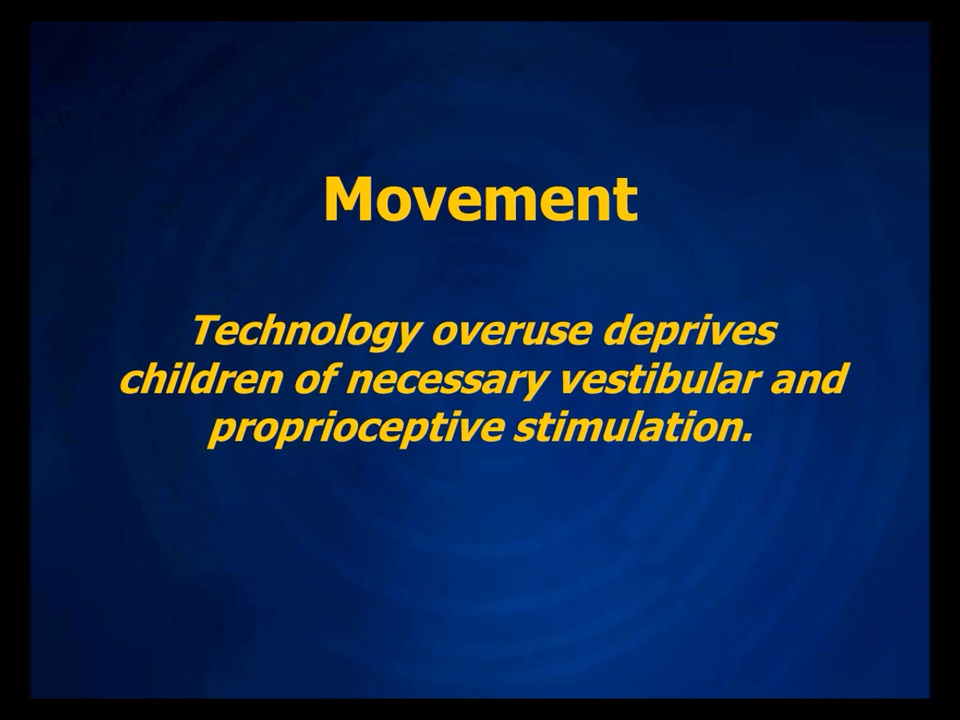 Movement
Technology overuse deprives
children of necessary vestibular and
proprioceptive stimulation.